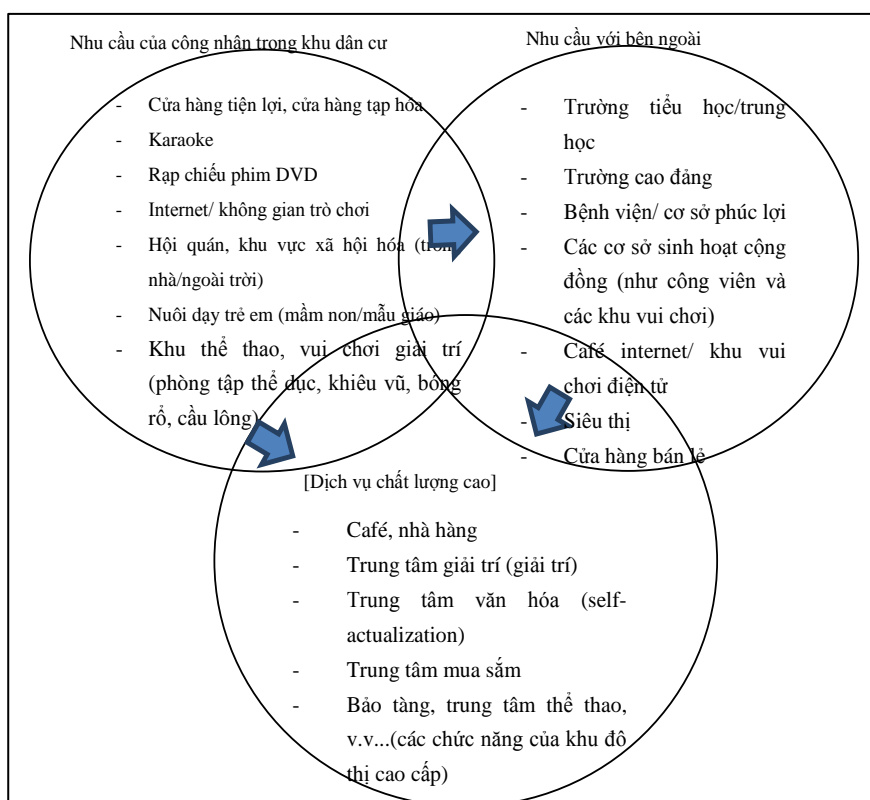 Nhu cầu của công nhân trong khu dân cư
- Cửa hàng tiện lợi, cửa hàng tạp hóa
- Karaoke
- Rạp chiếu phim DVD
- Internet/ không gian trò chơi
- Hội quán, khu vực xã hội hóa (trong
nhà/ngoài trời)
- Nuôi dạy trẻ em (mầm non/mẫu giáo)
- Khu thể thao, vui chơi giải trí
(phòng tập thể dục, khiêu vũ, bóng
rổ, cầu lông)
Nhu cầu với bên ngoài
- Trường tiểu học/trung
học
- Trường cao đảng
- Bệnh viện/ cơ sở phúc lợi
- Các cơ sở sinh hoạt cộng
đồng (như công viên và
các khu vui chơi)
- Café internet/ khu vui
chơi điện tử
- Siêu thị
- Cửa hàng bán lẻ
[Dịch vụ chất lượng cao]
- Café, nhà hàng
- Trung tâm giải trí (giải trí)
- Trung tâm văn hóa (self-
actualization)
- Trung tâm mua sắm
- Bảo tàng, trung tâm thể thao,
v.v...(các chức năng của khu đô
thị cao cấp)